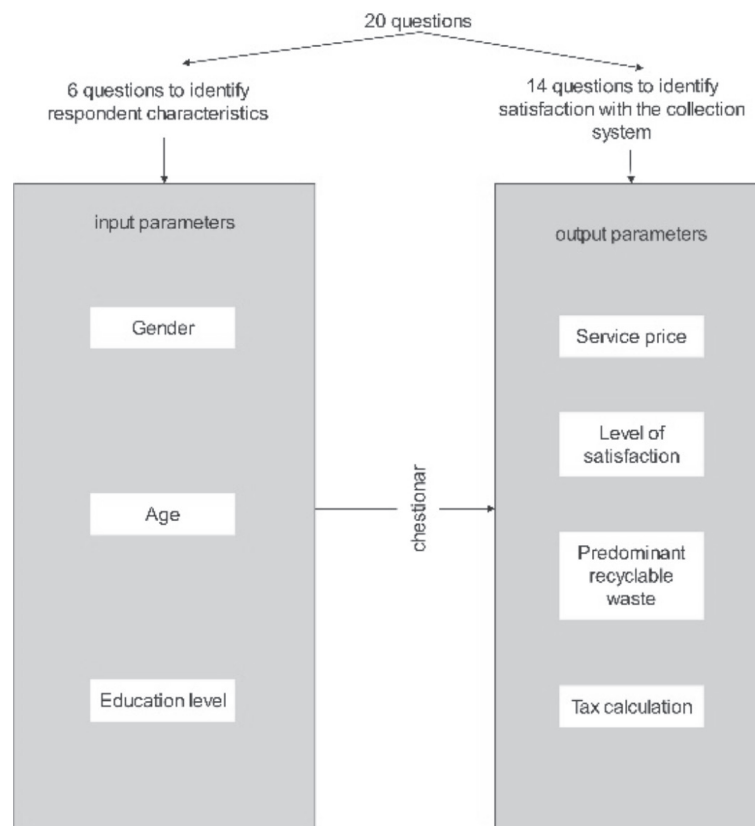 20 questions
6 questions to identify
respondent characteristics
14 questions to identify
satisfaction with the collection
system
input parameters
Gender
Age
Education level
chestionar
output parameters
Service price
Level of
satisfaction
Predominant
recyclable
waste
Tax calculation